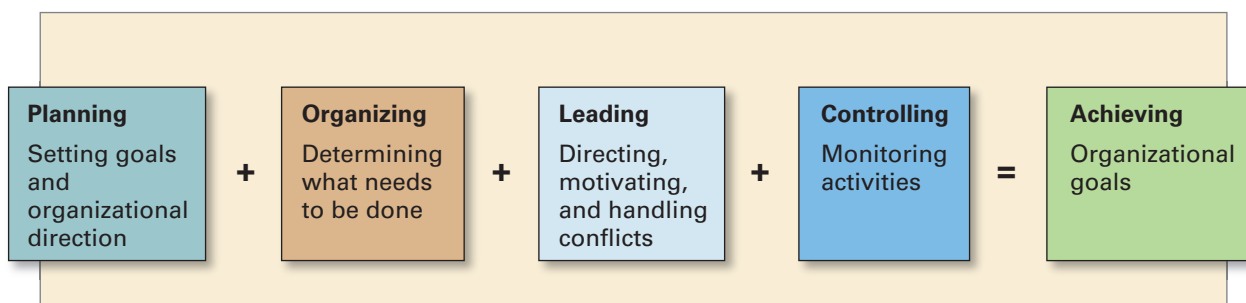 Planning
Setting goals
and
organizational
direction
+
Organizing
Determining
what needs
to be done
+
Leading
Directing,
motivating,
and handling
conflicts
+
Controlling
Monitoring
activities
=
Achieving
Organizational
goals